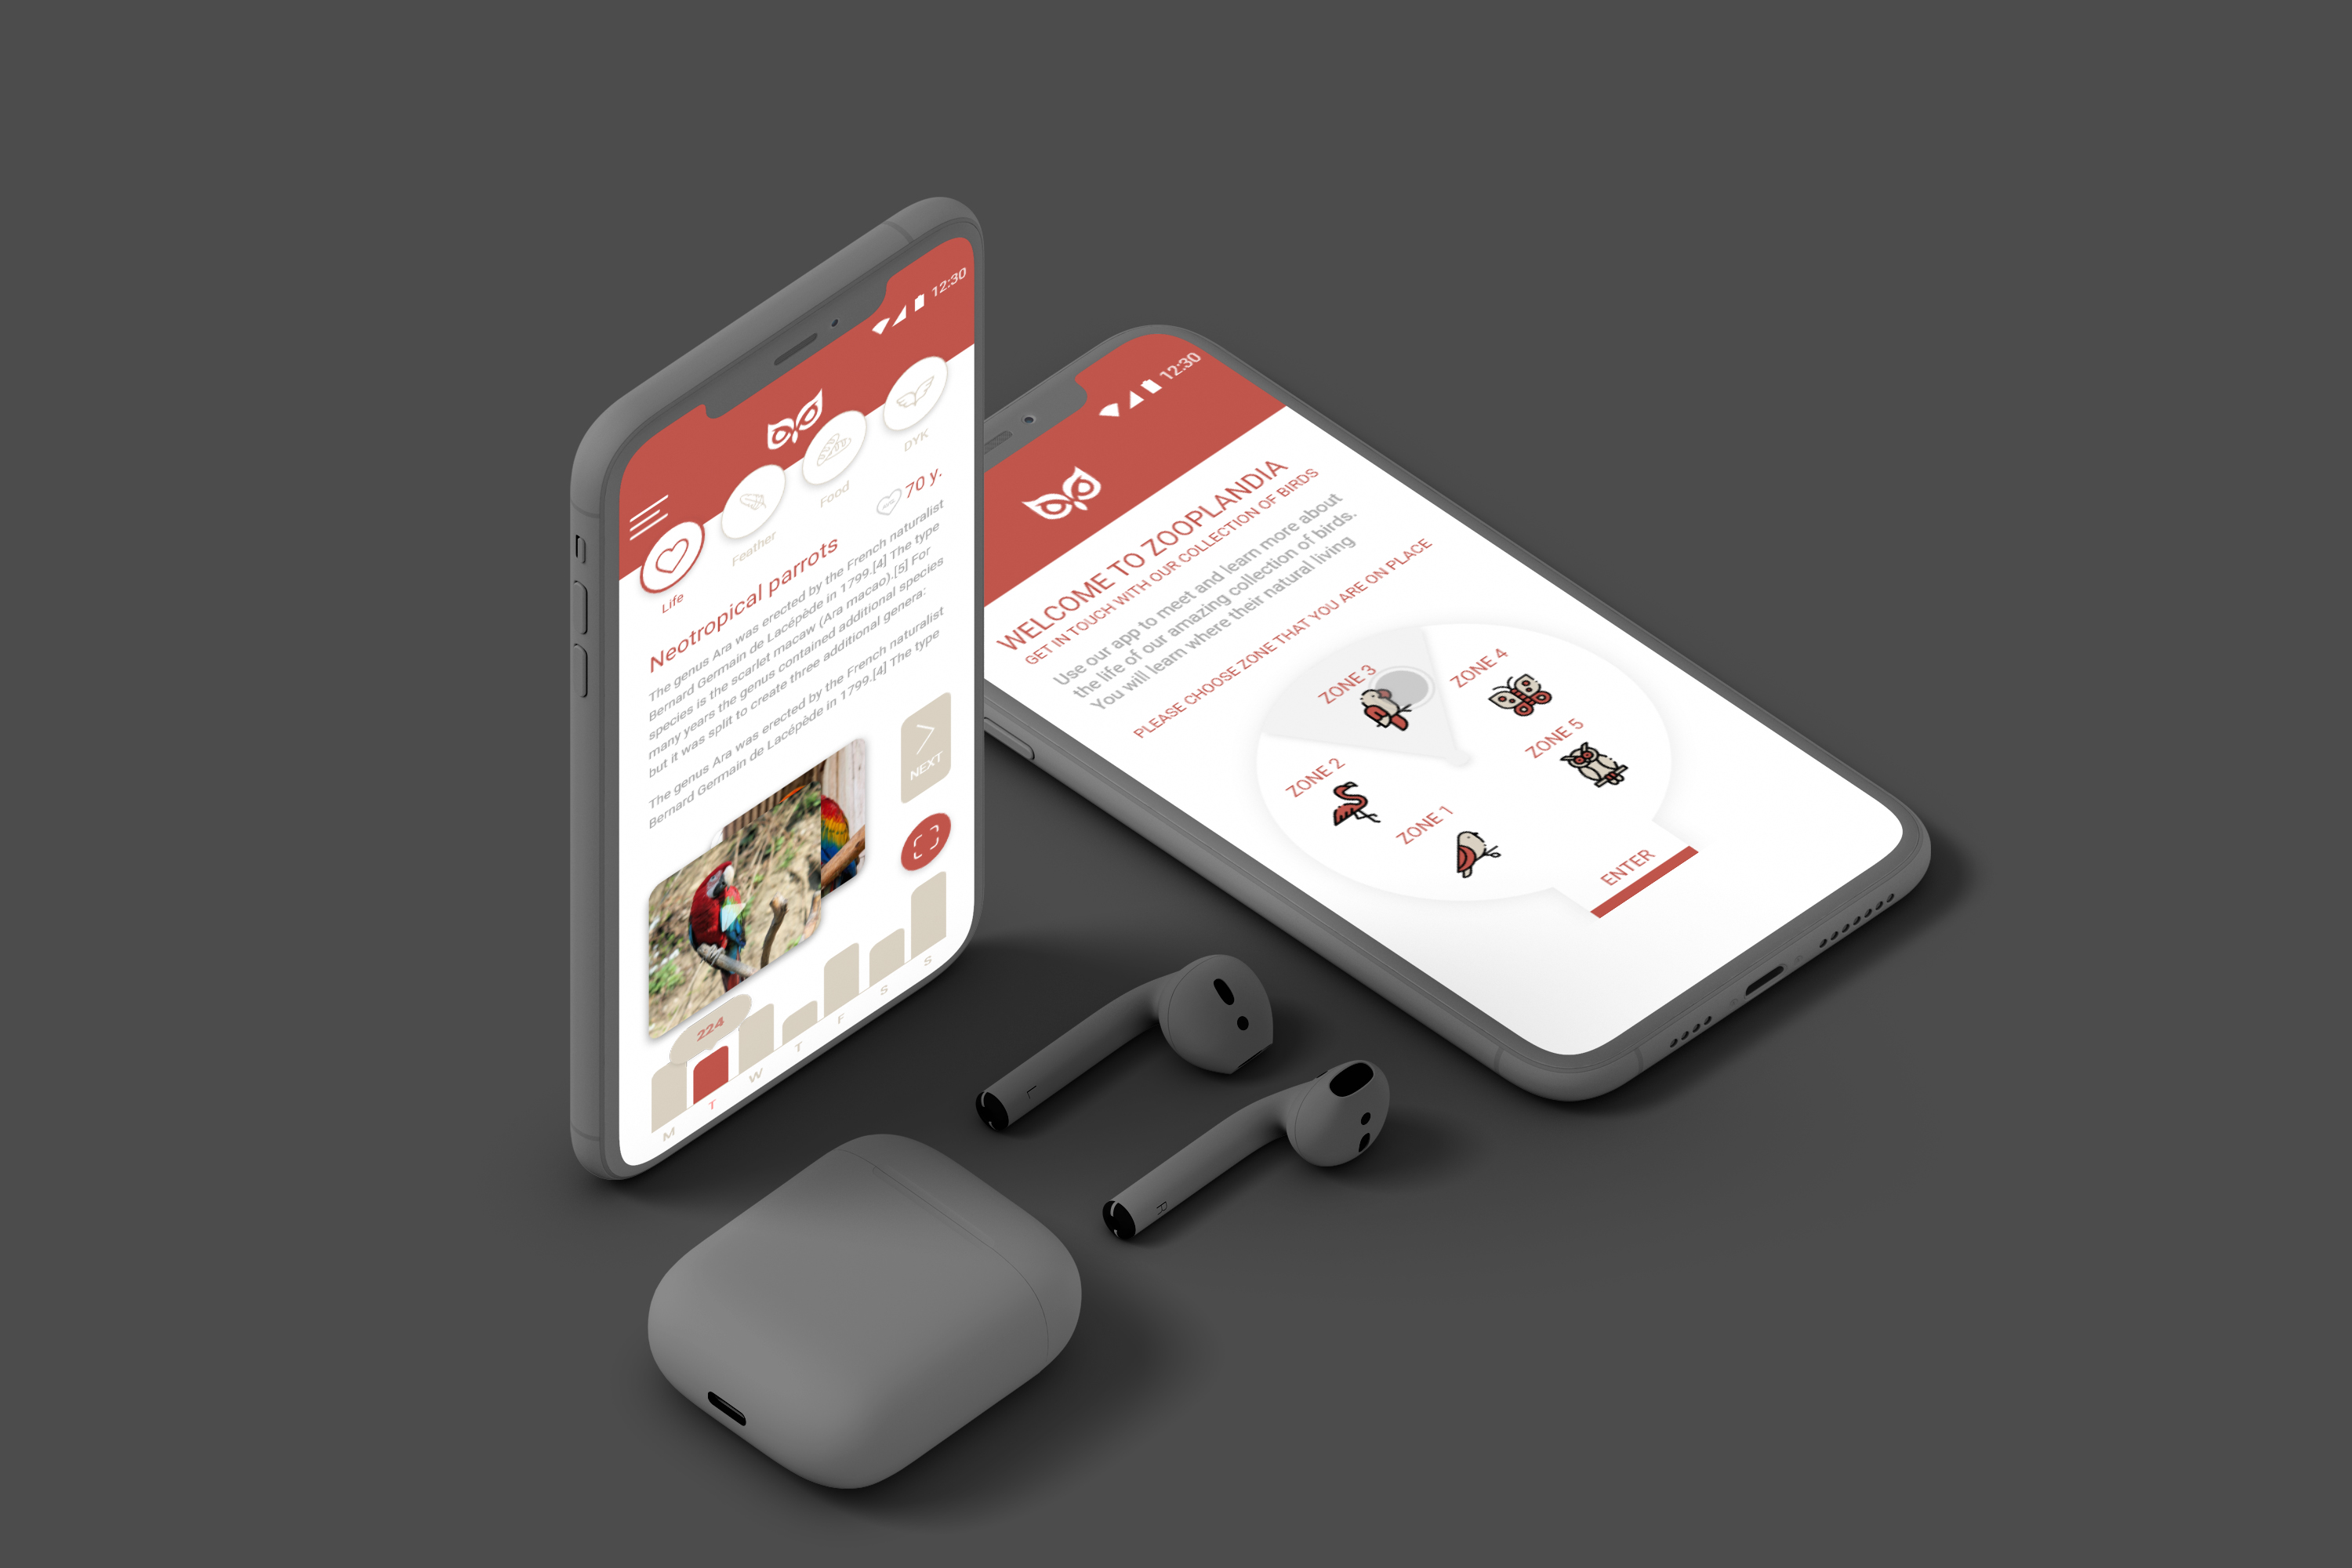 12:30
Life
Feather
Food
DYK
70 y.
Neotropical parrots
The genus Ara was erected by the French naturalist
Bernard Germain de Lacépède in 1799.[4] The type
species is the scarlet macaw (Ara macao).[5] For
many years the genus contained additional species
but it was split to create three additional genera:
The genus Ara was erected by the French naturalist
Bernard Germain de Lacépède in 1799.[4] The type
NEXT
224
M
T
W
T
F
S
S
12:30
WELCOME TO ZOOPLANDIA
GET IN TOUCH WITH OUR COLLECTION OF BIRDS
Use our app to meet and learn more about
the life of our amazing collection of birds.
You will learn where their natural living
PLEASE CHOOSE ZONE THAT YOU ARE ON PLACE
ZONE 3
ZONE 4
ZONE 5
ZONE 2
ZONE 1
ENTER
L
R